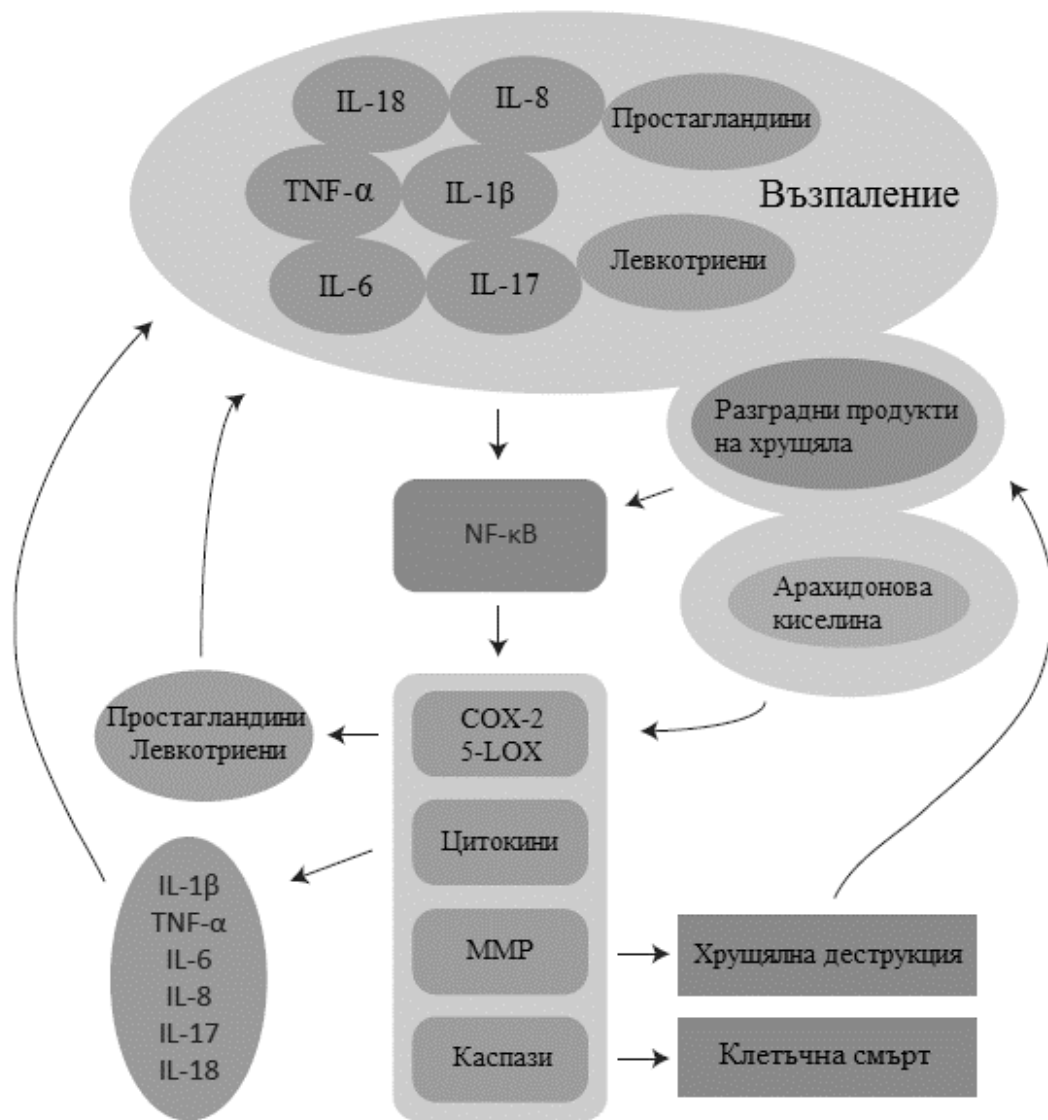 IL-18
IL-8
Простагландини
TNF-α
IL-1β
Възпаление
IL-6
IL-17
Левкотриени
Разградни продукти
на хрущяла
NF-κB
Арахидонова
киселина
Простагландини
Левкотриени
COX-2
5-LOX
Цитокини
IL-1β
TNF-α
IL-6
IL-8
IL-17
IL-18
MMP
Хрущялна деструкция
Каспази
Клетъчна смърт